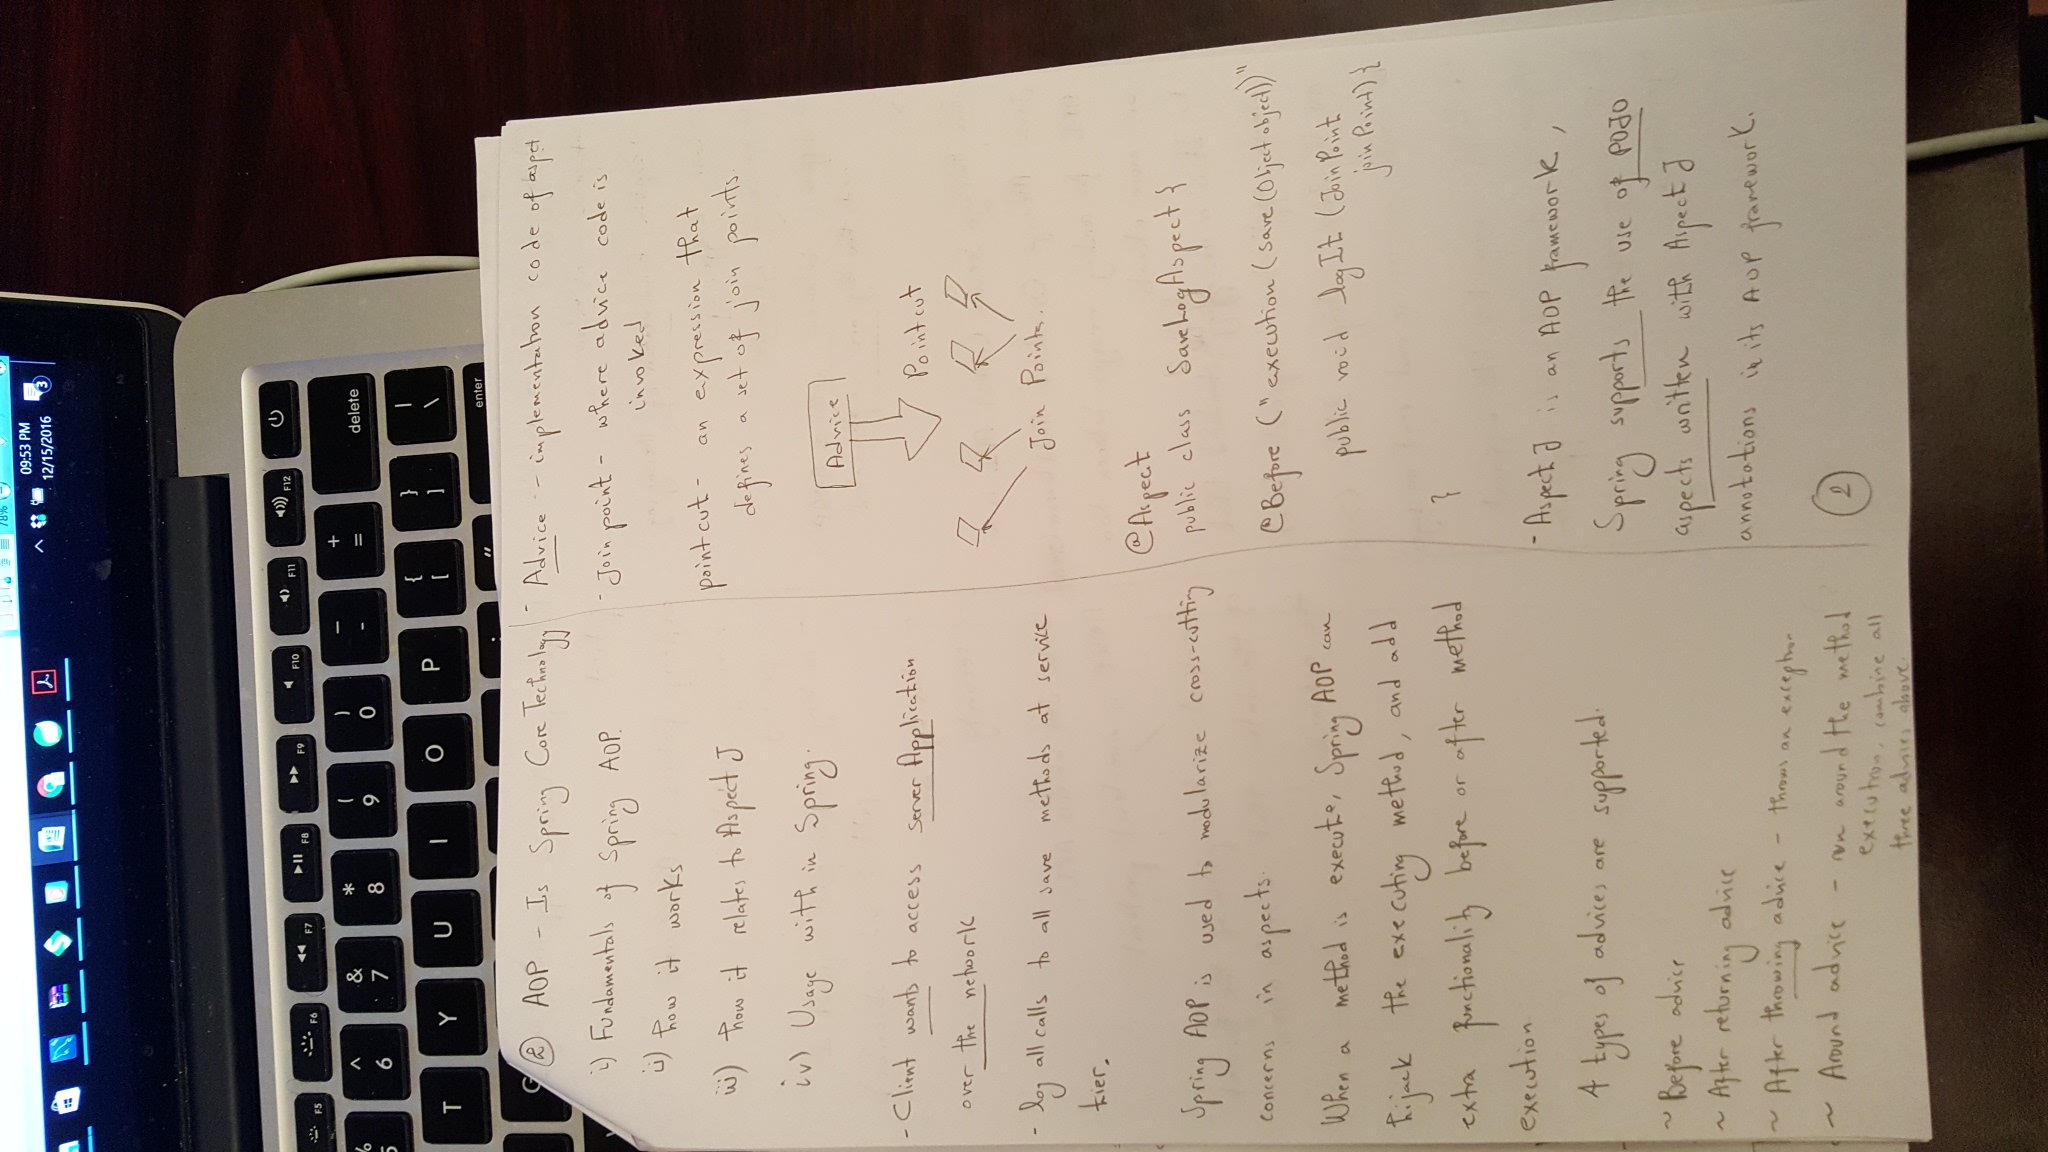 78%
09:53 PM
12/15/2016
3
F5 F6 F7 F8 F9 F10 F11 F12
% ^ & * ( ) _ +
5 6 7 8 9 0 - = delete
T Y U I O P { [ } ] | \
G " enter
② AOP - Is Spring Core Technology
i) Fundamentals of Spring AOP.
ii) how it works
iii) how it relates to Aspect J
iv) Usage with in Spring.
- Client wants to access server Application
over the network
- log all calls to all save methods at service
tier.
Spring AOP is used to modularize cross-cutting
concerns in aspects.
When a method is execute, Spring AOP can
hijack the executing method, and add
extra functionality before or after method
execution
4 types of advices are supported.
~ Before advice
~ After returning advice
~ After throwing advice - throws an exception
~ Around advice - run around the method
execution, combine all
three advices above.
- Advice - implementation code of aspet
- Join point - where advice code is
invoked
point cut - an expression that
defines a set of join points.
Advice
Point cut
Join Points.
@Aspect
public class SaveLogAspect {
@Before ("execution (save (Object object))"
public void logIt (JoinPoint
joinPoint) {
}
- Aspect J is an AOP framework,
Spring supports the use of POJO
aspects written with Aspect J
annotations in its AOP framework.
2